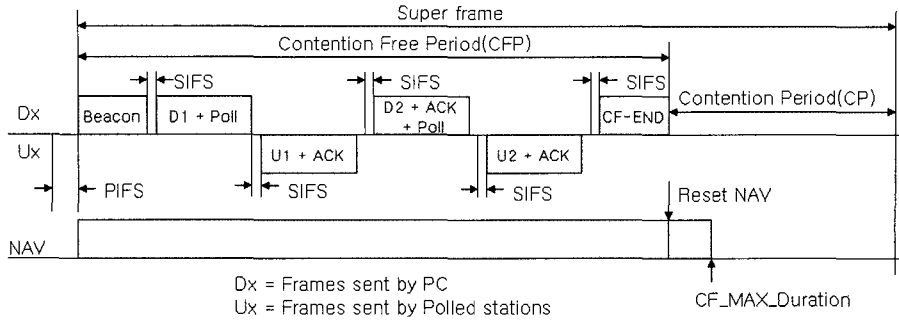 Super frame
Contention Free Period(CFP)
SIFS
SIFS
SIFS
Contention Period(CP)
Dx
Beacon
D1 + Poll
D2 + ACK
+ Poll
CF-END
Ux
U1 + ACK
U2 + ACK
PIFS
SIFS
SIFS
Reset NAV
NAV
Dx = Frames sent by PC
Ux = Frames sent by Polled stations
CF_MAX_Duration